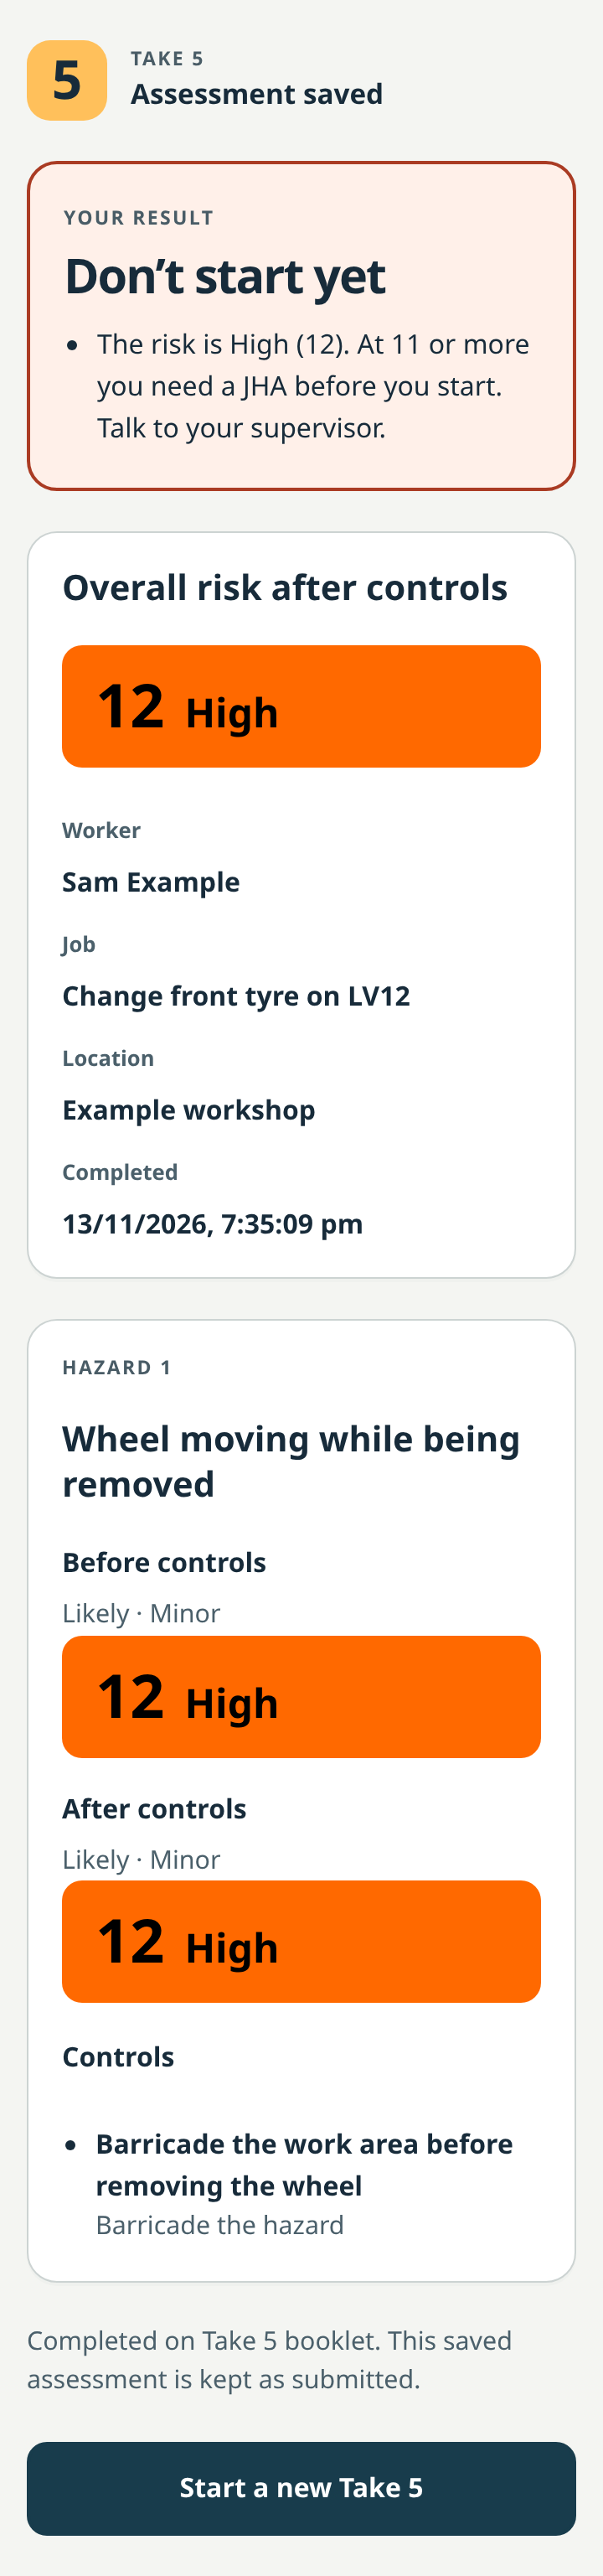 5
TAKE 5
Assessment saved
YOUR RESULT
Don’t start yet
• The risk is High (12). At 11 or more
you need a JHA before you start.
Talk to your supervisor.
Overall risk after controls
12 High
Worker
Sam Example
Job
Change front tyre on LV12
Location
Example workshop
Completed
13/11/2026, 7:35:09 pm
HAZARD 1
Wheel moving while being
removed
Before controls
Likely · Minor
12 High
After controls
Likely · Minor
12 High
Controls
• Barricade the work area before
removing the wheel
Barricade the hazard
Completed on Take 5 booklet. This saved
assessment is kept as submitted.
Start a new Take 5